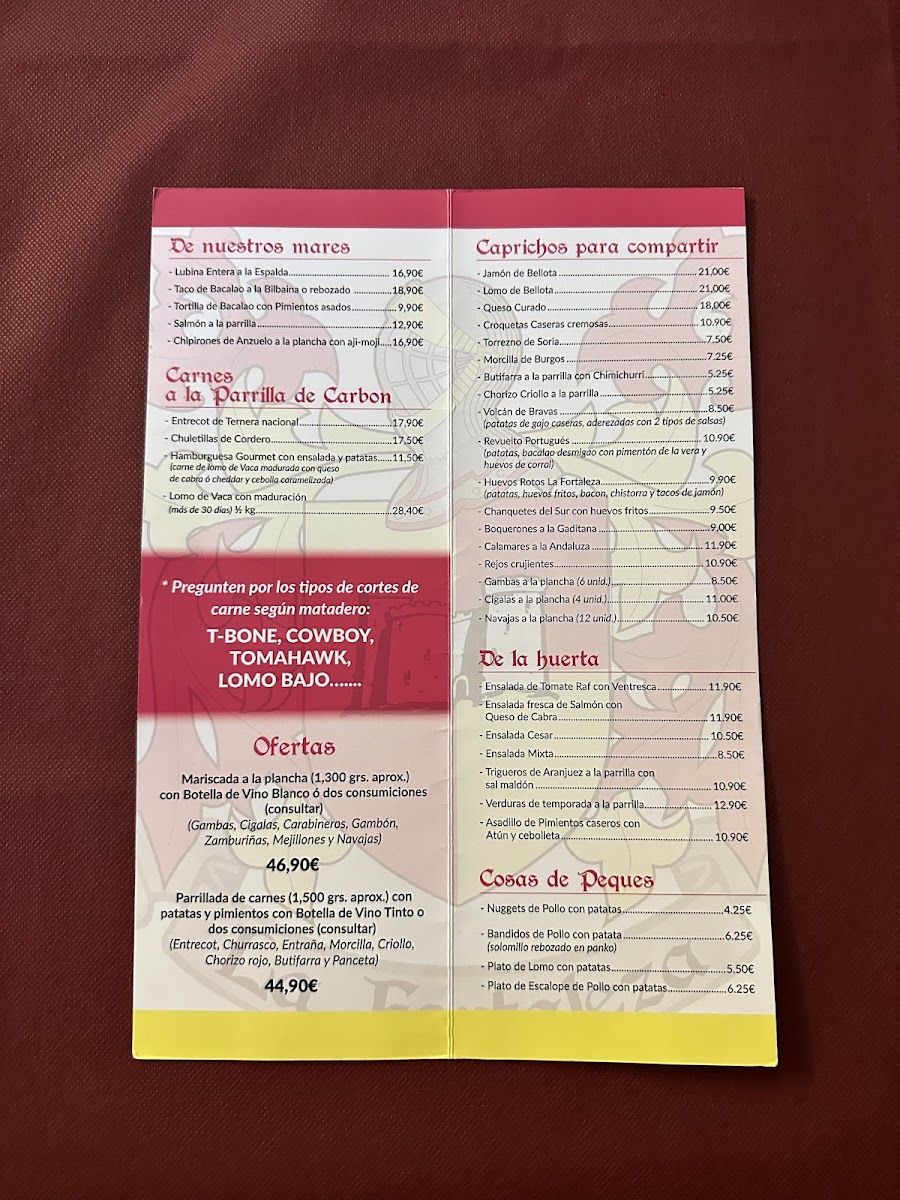 De nuestros mares
- Lubina Entera a la Espalda.......... 16,90€
- Taco de Bacalao a la Bilbaina o rebozado .......... 18,90€
- Tortilla de Bacalao con Pimientos asados.......... 9,90€
- Salmón a la parrilla.......... 12,90€
- Chipirones de Anzuelo a la plancha con aji-moji.....16,90€
Carnes
a la Parrilla de Carbon
- Entrecot de Ternera nacional..........17,90€
- Chuletillas de Cordero..........17,50€
- Hamburguesa Gourmet con ensalada y patatas......11,50€
(carne de lomo de Vaca madurada con queso
de cabra ó cheddar y cebolla caramelizada)
- Lomo de Vaca con maduración
(más de 30 días) ½ kg..........28,40€
* Pregunten por los tipos de cortes de
carne según matadero:
T-BONE, COWBOY,
TOMAHAWK,
LOMO BAJO.......
Ofertas
Mariscada a la plancha (1,300 grs. aprox.)
con Botella de Vino Blanco ó dos consumiciones
(consultar)
(Gambas, Cigalas, Carabineros, Gambón,
Zamburiñas, Mejillones y Navajas)
46,90€
Parrillada de carnes (1,500 grs. aprox.) con
patatas y pimientos con Botella de Vino Tinto o
dos consumiciones (consultar)
(Entrecot, Churrasco, Entraña, Morcilla, Criollo,
Chorizo rojo, Butifarra y Panceta)
44,90€
Caprichos para compartir
- Jamón de Bellota.......... 21,00€
- Lomo de Bellota.......... 21,00€
- Queso Curado.......... 18,00€
- Croquetas Caseras cremosas.......... 10.90€
- Torrezno de Soria..........7.50€
- Morcilla de Burgos..........7.25€
- Butifarra a la parrilla con Chimichurri..........5.25€
- Chorizo Criollo a la parrilla..........5,25€
- Volcán de Bravas..........8.50€
(patatas de gajo caseras, aderezadas con 2 tipos de salsas)
- Revuelto Portugués.......... 10.90€
(patatas, bacalao desmigao con pimentón de la vera y
huevos de corral)
- Huevos Rotos La Fortaleza..........9.90€
(patatas, huevos fritos, bacon, chistorra y tacos de jamón)
- Chanquetes del Sur con huevos fritos..........9.50€
- Boquerones a la Gaditana..........9,00€
- Calamares a la Andaluza.......... 11.90€
- Rejos crujientes.......... 10.90€
- Gambas a la plancha (6 unid.)..........8.50€
- Cigalas a la plancha (4 unid.).......... 11.00€
- Navajas a la plancha (12 unid.).......... 10.50€
De la huerta
- Ensalada de Tomate Raf con Ventresca.......... 11.90€
- Ensalada fresca de Salmón con
Queso de Cabra.......... 11.90€
- Ensalada Cesar.......... 10.50€
- Ensalada Mixta..........8.50€
- Trigueros de Aranjuez a la parrilla con
sal maldón.......... 10.90€
- Verduras de temporada a la parrilla.......... 12.90€
- Asadillo de Pimientos caseros con
Atún y cebolleta.......... 10.90€
Cosas de Peques
- Nuggets de Pollo con patatas..........4.25€
- Bandidos de Pollo con patata..........6.25€
(solomillo rebozado en panko)
- Plato de Lomo con patatas..........5.50€
- Plato de Escalope de Pollo con patatas..........6.25€
La Fortaleza